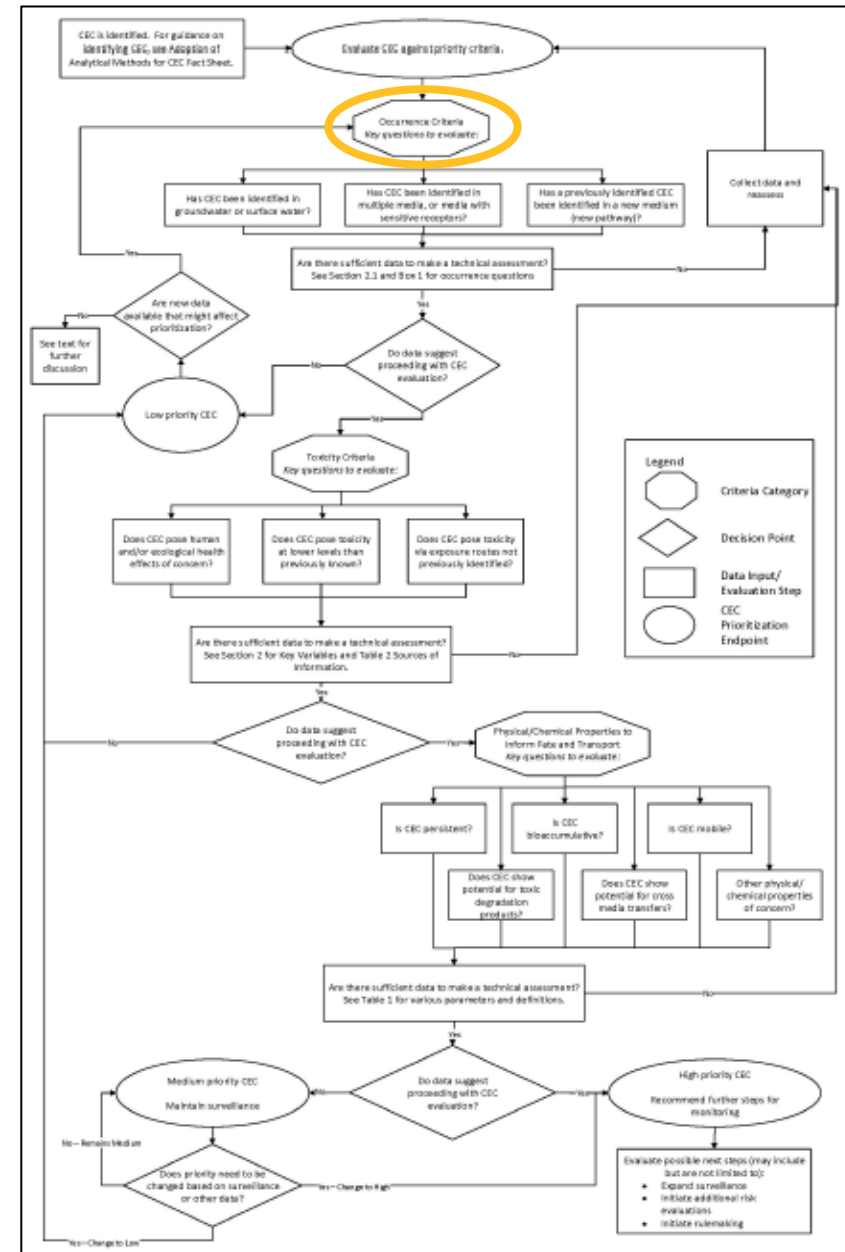 CEC is identified. For guidance on
identifying CEC, see Adoption of
Analytical Methods for CEC Fact Sheet.
Evaluate CEC against priority criteria.
Occurrence Criteria
Key questions to evaluate:
Has CEC been identified in
groundwater or surface water?
Has CEC been identified in
multiple media, or media with
sensitive receptors?
Has a previously identified CEC
been identified in a new medium
(new pathway)?
Collect data and
reassess
Are there sufficient data to make a technical assessment?
See Section 2.1 and Box 1 for occurrence questions
No
Yes
Yes
Are new data
available that might affect
prioritization?
No
See text for
further
discussion
Do data suggest
proceeding with CEC
evaluation?
No
Low priority CEC
Yes
Toxicity Criteria
Key questions to evaluate:
Legend
Criteria Category
Decision Point
Data Input/
Evaluation Step
CEC
Prioritization
Endpoint
Does CEC pose human
and/or ecological health
effects of concern?
Does CEC pose toxicity
at lower levels than
previously known?
Does CEC pose toxicity
via exposure routes not
previously identified?
Are there sufficient data to make a technical assessment?
See Section 2 for Key Variables and Table 2 Sources of
Information.
No
Yes
Do data suggest
proceeding with CEC
evaluation?
No
Yes
Physical/Chemical Properties to
Inform Fate and Transport
Key questions to evaluate:
Is CEC persistent?
Is CEC
bioaccumulative?
Is CEC mobile?
Does CEC show
potential for toxic
degradation
products?
Does CEC show
potential for cross
media transfers?
Other physical/
chemical properties
of concern?
Are there sufficient data to make a technical assessment?
See Table 1 for various parameters and definitions.
No
Yes
Medium priority CEC
Maintain surveillance
No
Do data suggest
proceeding with CEC
evaluation?
Yes
High priority CEC
Recommend further steps for
monitoring
No – Remains Medium
Does priority need to be
changed based on surveillance
or other data?
Yes – Change to High
Yes – Change to Low
Evaluate possible next steps (may include
but are not limited to):
• Expand surveillance
• Initiate additional risk
evaluations
• Initiate rulemaking